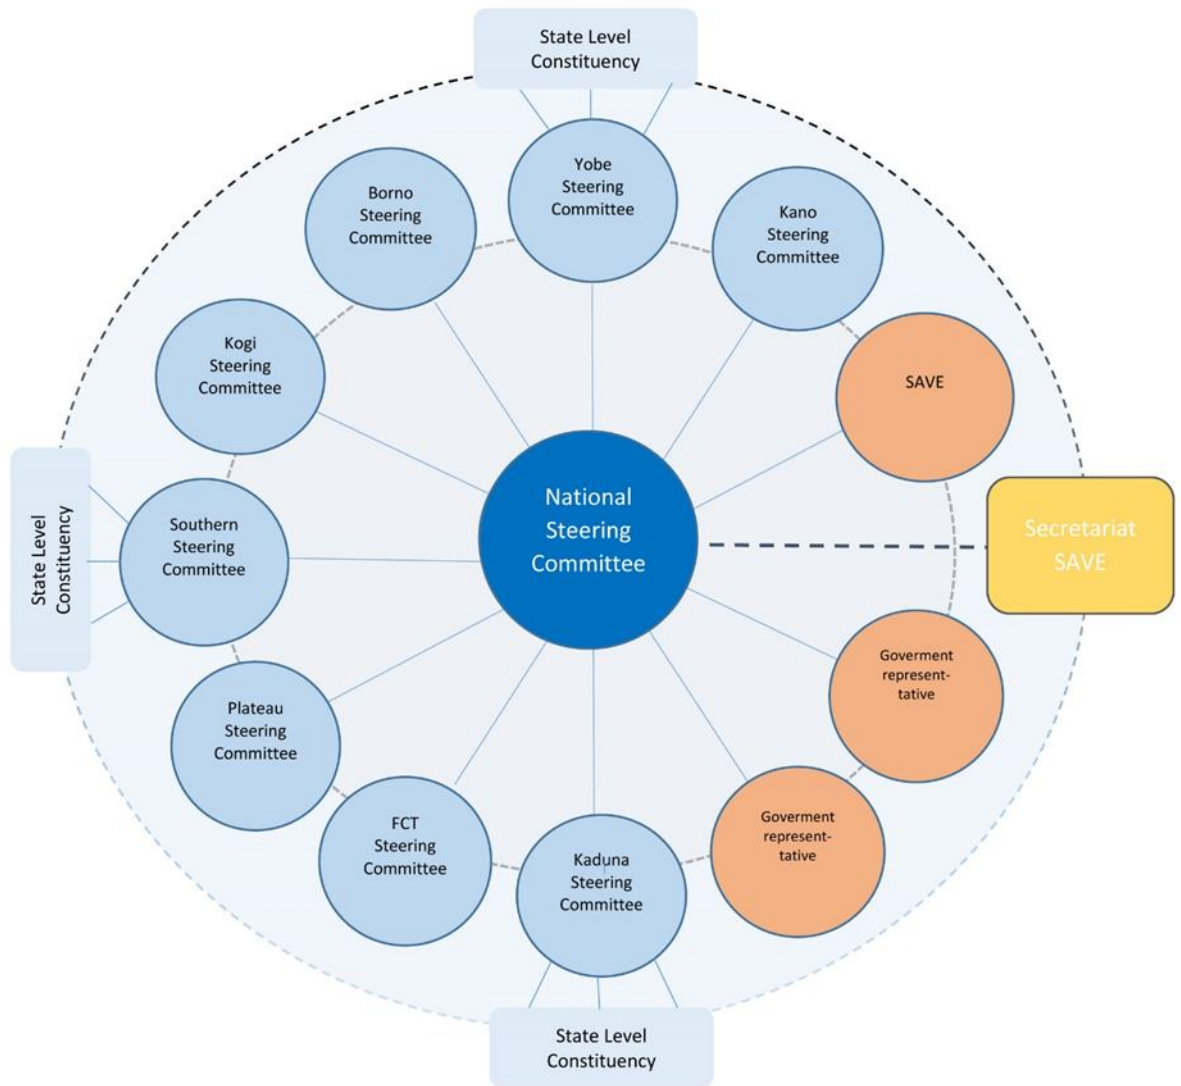 State Level
Constituency
Yobe
Steering
Committee
Borno
Steering
Committee
Kano
Steering
Committee
Kogi
Steering
Committee
SAVE
National
Steering
Committee
Southern
Steering
Committee
State Level
Constituency
Secretariat
SAVE
Goverment
represent-
tative
Plateau
Steering
Committee
Goverment
represent-
tative
FCT
Steering
Committee
Kaduna
Steering
Committee
State Level
Constituency